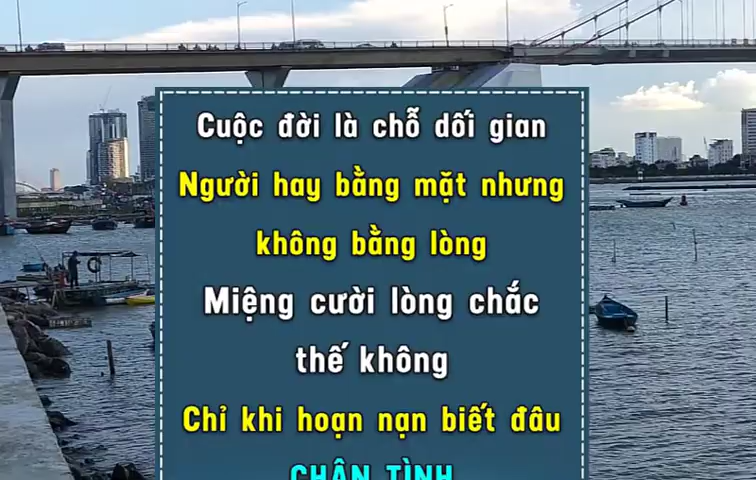 Cuộc đời là chỗ dối gian
Người hay bằng mặt nhưng
không bằng lòng
Miệng cười lòng chắc
thế không
Chỉ khi hoạn nạn biết đâu
CHÂN TÌNH